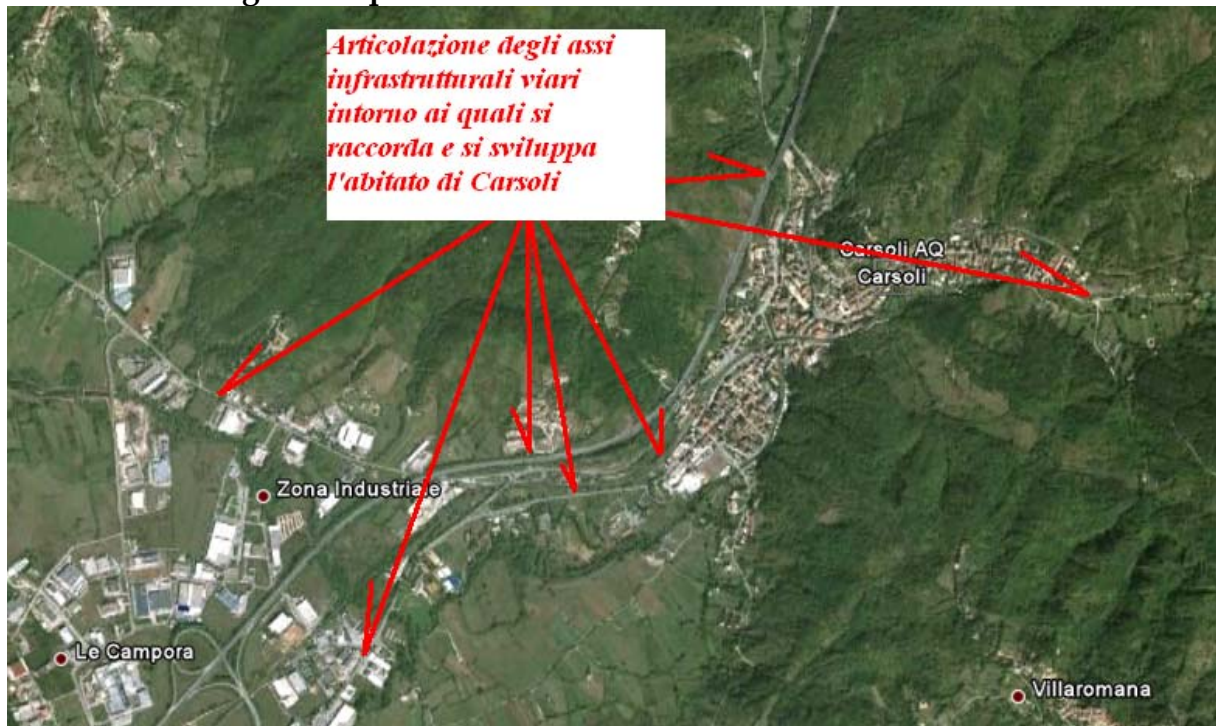 Articolazione degli assi
infrastrutturali viari
intorno ai quali si
raccorda e si sviluppa
l'abitato di Carsoli
Carsoli AQ
Carsoli
Zona Industriale
Le Campora
Villaromana